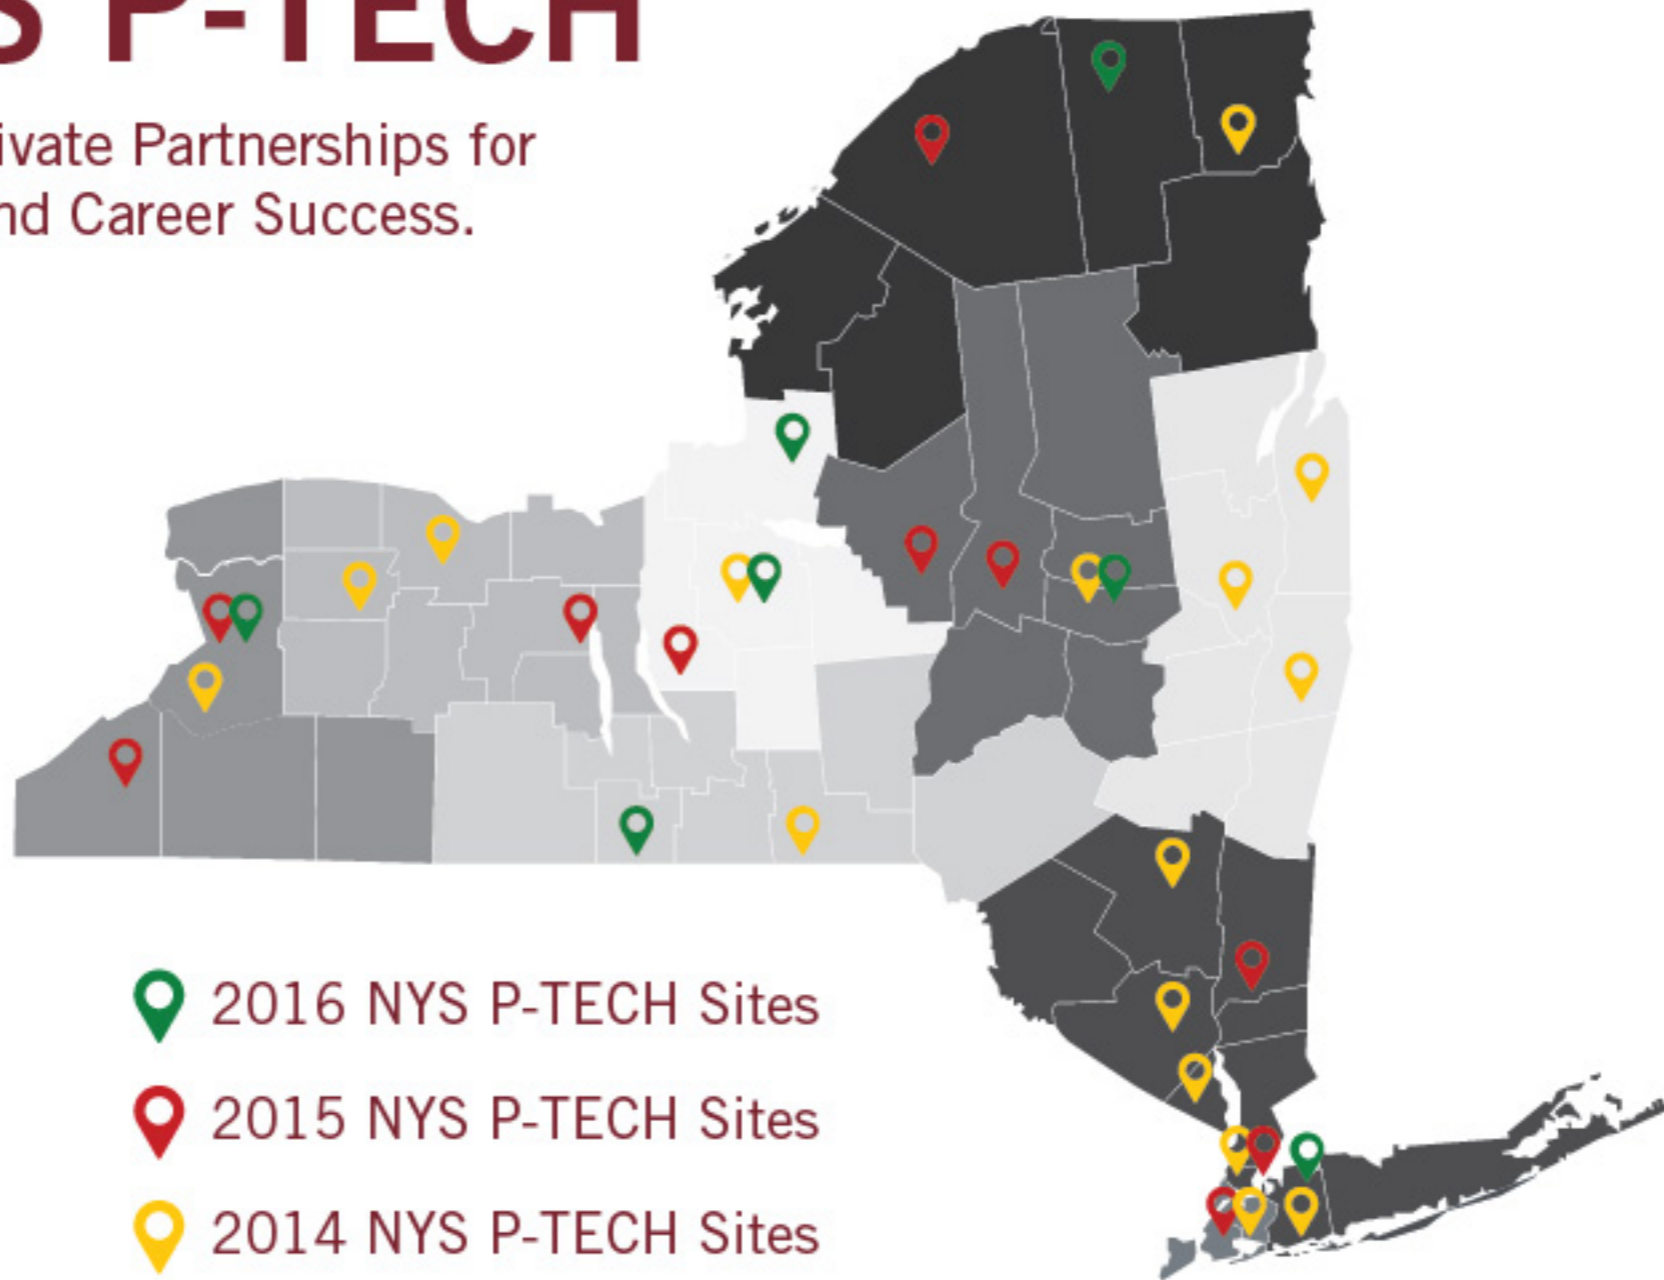 S P-TECH
ivate Partnerships for
nd Career Success.
2016 NYS P-TECH Sites
2015 NYS P-TECH Sites
2014 NYS P-TECH Sites